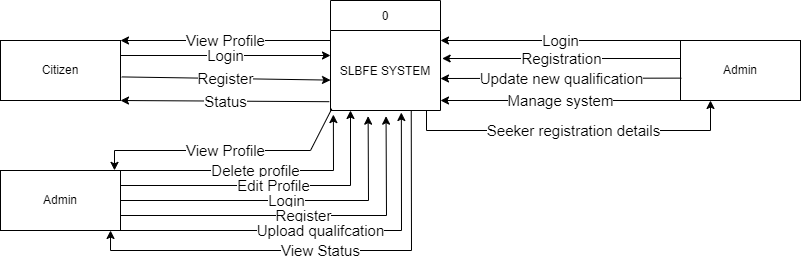 0
View Profile
Login
Login
Registration
Citizen
SLBFE SYSTEM
Admin
Register
Update new qualification
Status
Manage system
Seeker registration details
View Profile
Delete profile
Edit Profile
Admin
Login
Register
Upload qualifcation
View Status